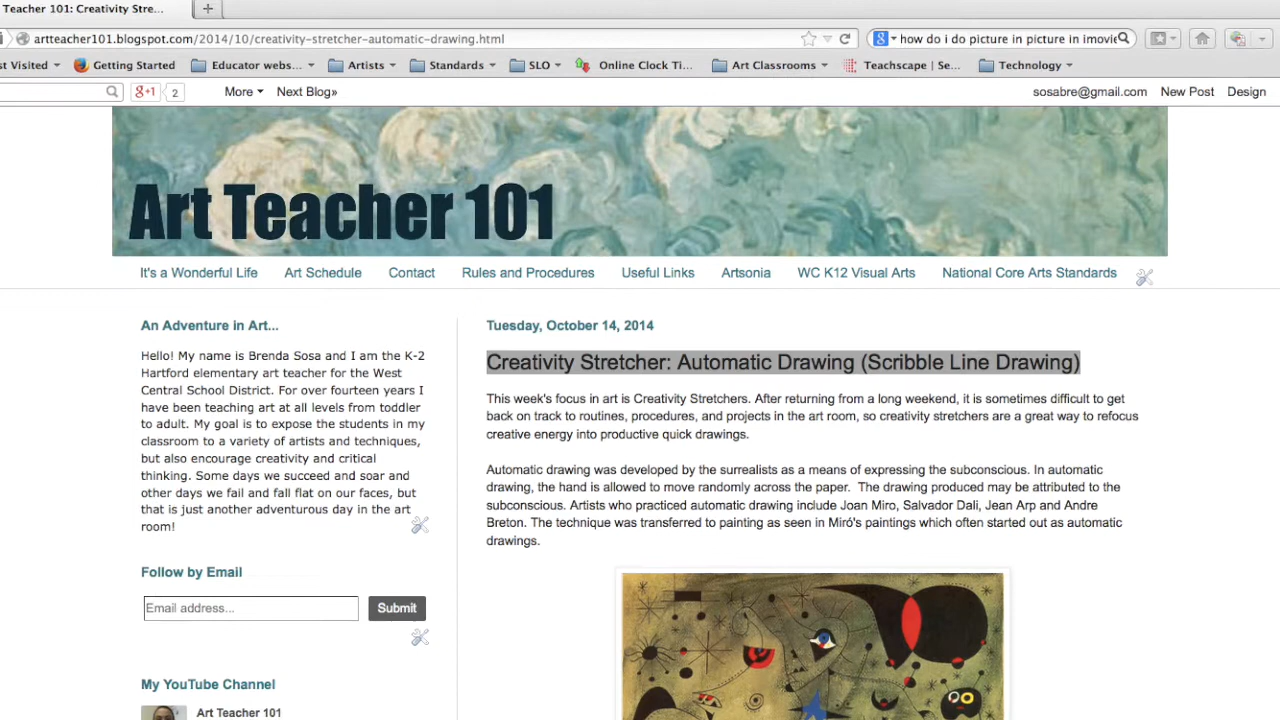 Teacher 101: Creativity Stre...
artteacher101.blogspot.com/2014/10/creativity-stretcher-automatic-drawing.html
how do i do picture in picture in imovie
st Visited Getting Started Educator webs... Artists Standards SLO Online Clock Ti... Art Classrooms Teachscape | Se... Technology
g+1 2 More Next Blog» sosabre@gmail.com New Post Design
Art Teacher 101
It's a Wonderful Life Art Schedule Contact Rules and Procedures Useful Links Artsonia WC K12 Visual Arts National Core Arts Standards
An Adventure in Art...
Hello! My name is Brenda Sosa and I am the K-2
Hartford elementary art teacher for the West
Central School District. For over fourteen years I
have been teaching art at all levels from toddler
to adult. My goal is to expose the students in my
classroom to a variety of artists and techniques,
but also encourage creativity and critical
thinking. Some days we succeed and soar and
other days we fail and fall flat on our faces, but
that is just another adventurous day in the art
room!
Follow by Email
Email address... Submit
My YouTube Channel
Art Teacher 101
Tuesday, October 14, 2014
Creativity Stretcher: Automatic Drawing (Scribble Line Drawing)
This week's focus in art is Creativity Stretchers. After returning from a long weekend, it is sometimes difficult to get
back on track to routines, procedures, and projects in the art room, so creativity stretchers are a great way to refocus
creative energy into productive quick drawings.
Automatic drawing was developed by the surrealists as a means of expressing the subconscious. In automatic
drawing, the hand is allowed to move randomly across the paper. The drawing produced may be attributed to the
subconscious. Artists who practiced automatic drawing include Joan Miro, Salvador Dali, Jean Arp and Andre
Breton. The technique was transferred to painting as seen in Miró's paintings which often started out as automatic
drawings.